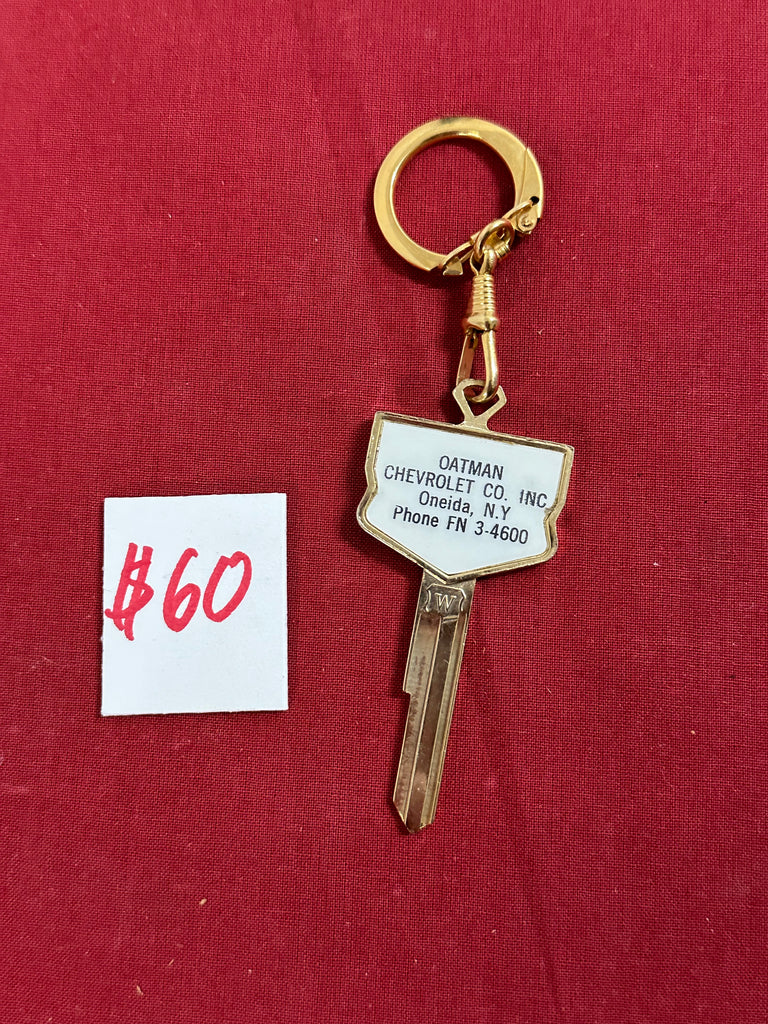 OATMAN
CHEVROLET CO. INC
Oneida, N.Y
Phone FN 3-4600
W
$60